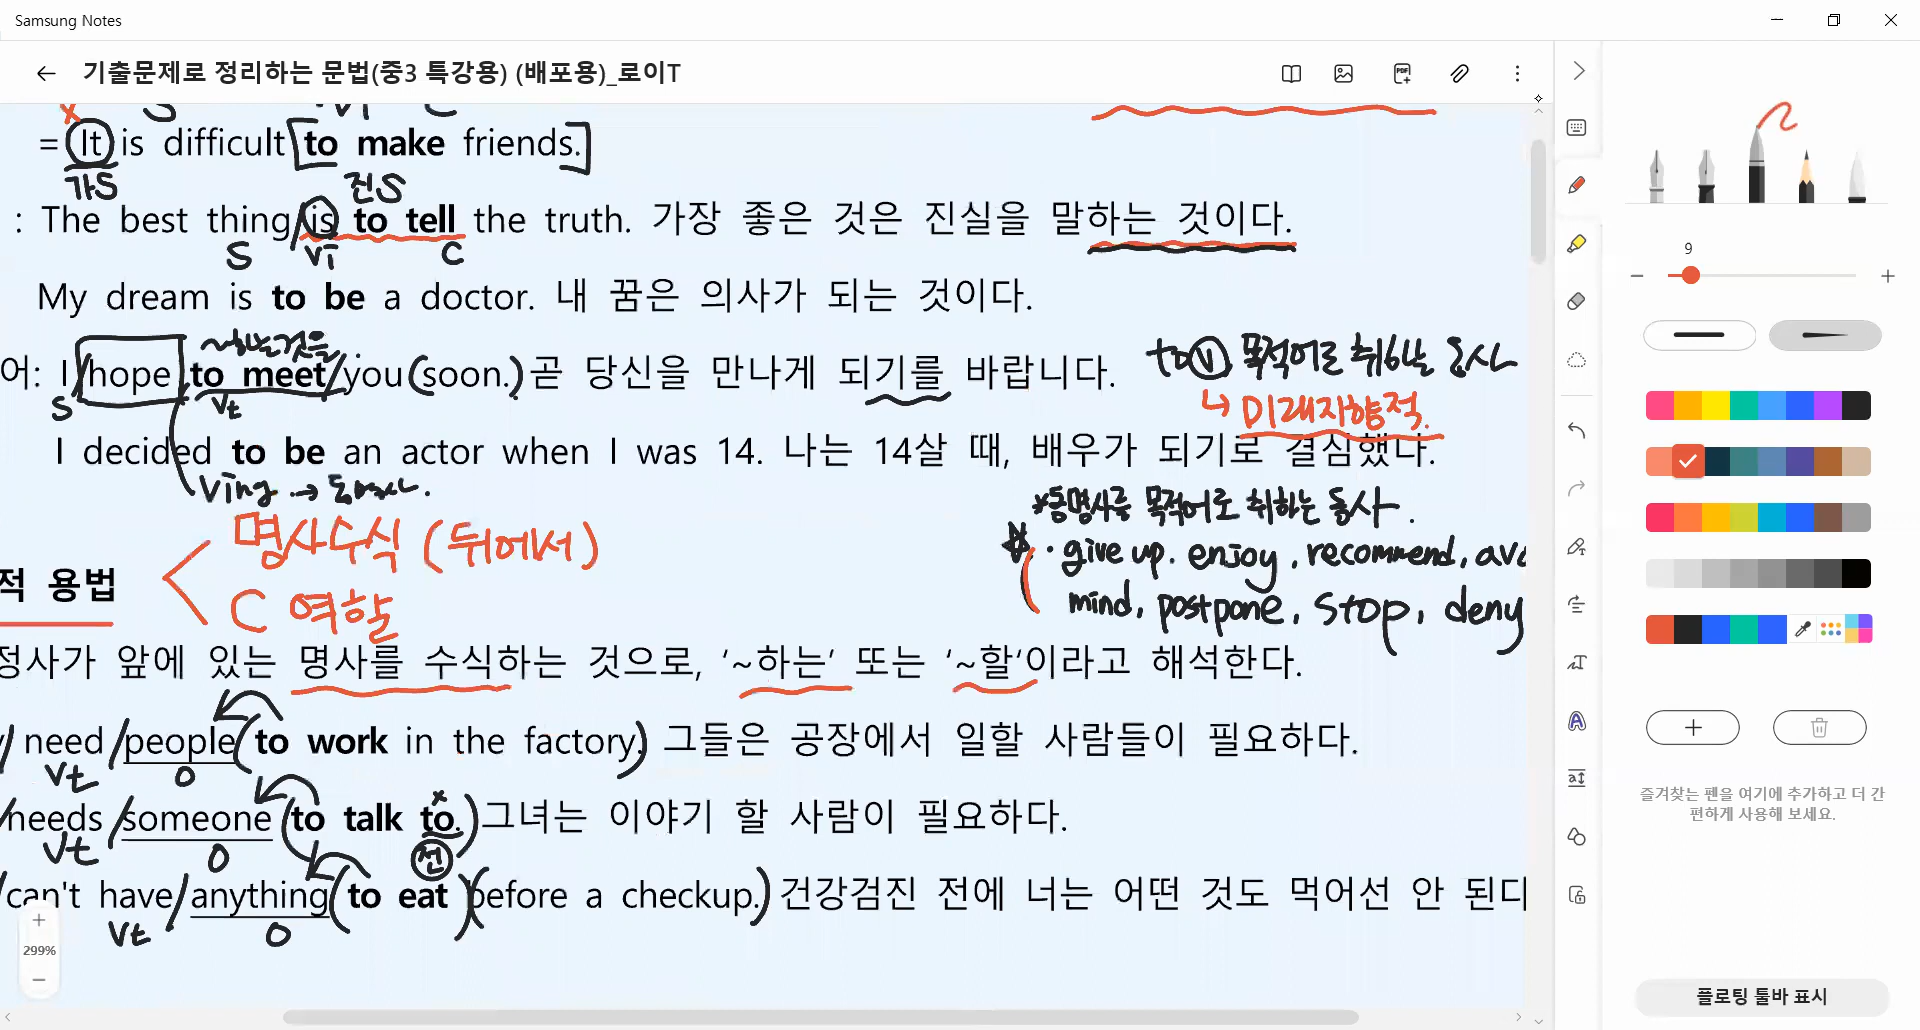 Samsung Notes
기출문제로 정리하는 문법(중3 특강용) (배포용)_로이T
S Vi C
= It is difficult to make friends.
가S 진S
: The best thing is to tell the truth. 가장 좋은 것은 진실을 말하는 것이다.
S Vi C
My dream is to be a doctor. 내 꿈은 의사가 되는 것이다.
~하는것을
to V 목적어로 취하는 동사
어: I hope to meet you soon. 곧 당신을 만나게 되기를 바랍니다.
S Vt
↳ 미래지향적.
I decided to be an actor when I was 14. 나는 14살 때, 배우가 되기로 결심했다.
Ving → 동명사.
*동명사를 목적어로 취하는 동사.
명사수식 (뒤에서)
· give up. enjoy, recommend, avo
적 용법
C 역할
mind, postpone, stop, deny
정사가 앞에 있는 명사를 수식하는 것으로, ‘~하는’ 또는 ‘~할‘이라고 해석한다.
need people to work in the factory. 그들은 공장에서 일할 사람들이 필요하다.
Vt O
needs someone to talk to. 그녀는 이야기 할 사람이 필요하다.
Vt O 전
can't have anything to eat before a checkup. 건강검진 전에 너는 어떤 것도 먹어선 안 된다
Vt O
299%
9
즐겨찾는 펜을 여기에 추가하고 더 간
편하게 사용해 보세요.
플로팅 툴바 표시